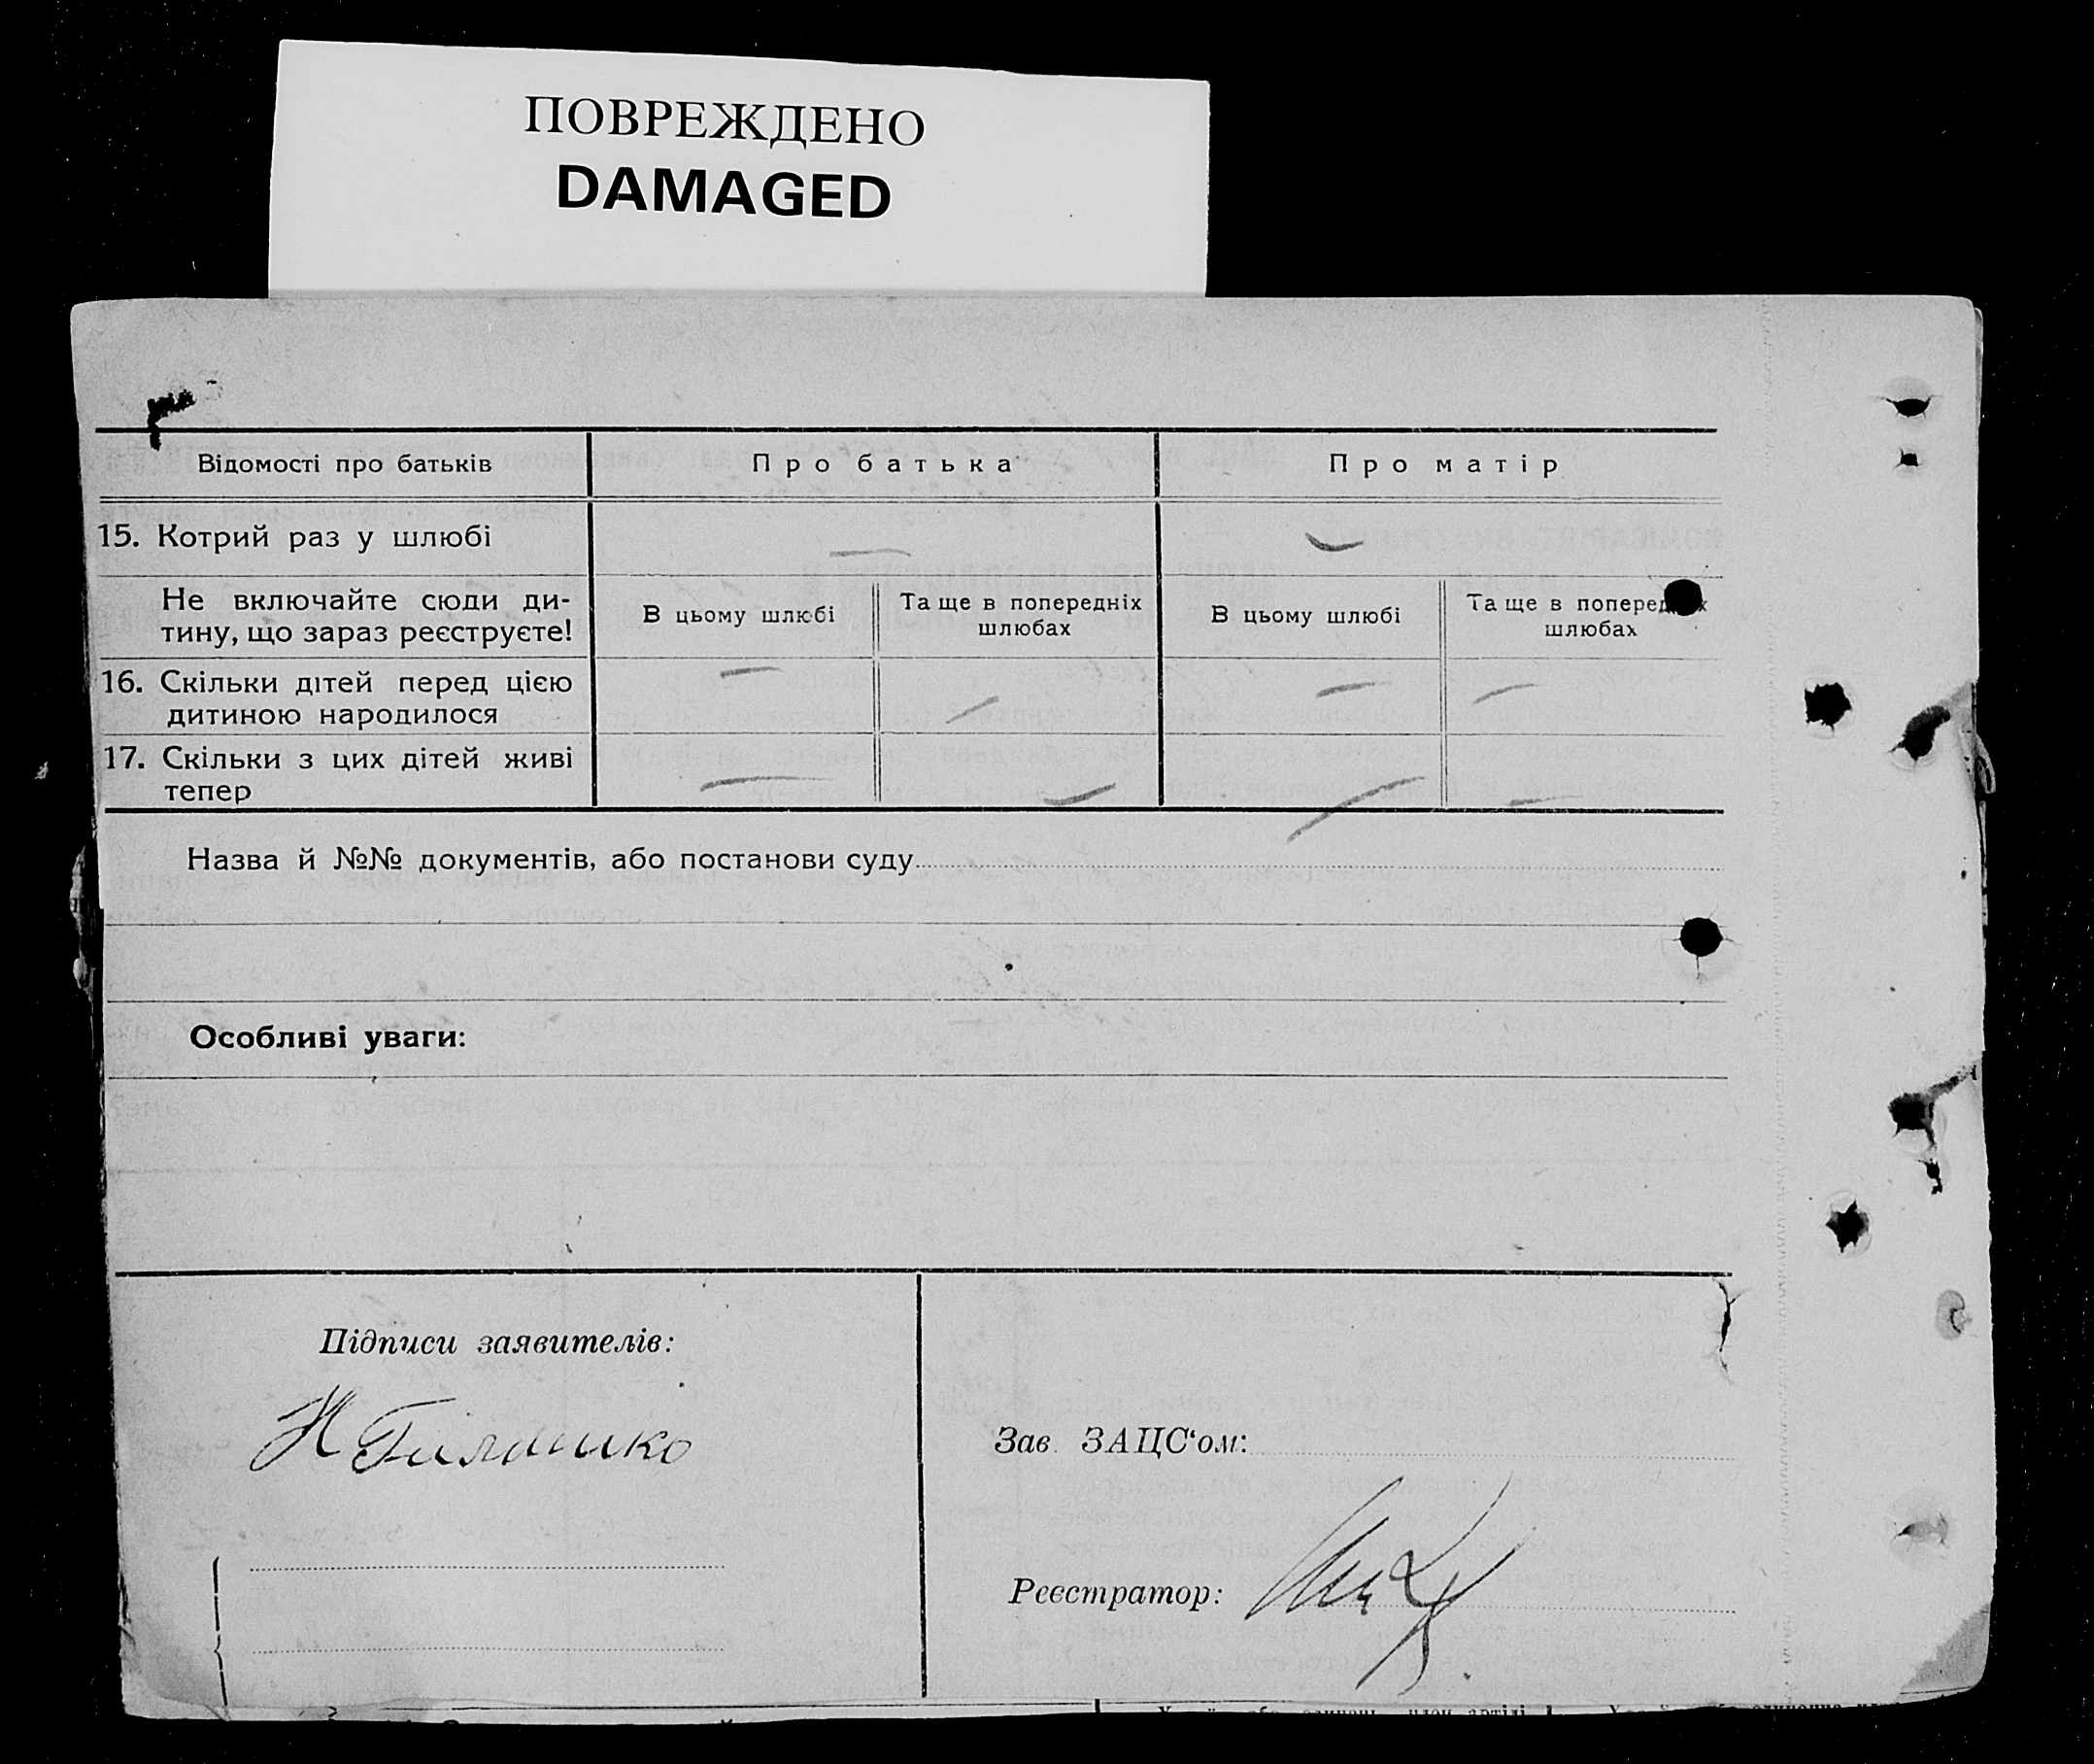 ПОВРЕЖДЕНО
DAMAGED
Відомості про батьків
Про батька
Про матір
15. Котрий раз у шлюбі
Не включайте сюди ди-
тину, що зараз реєструєте!
В цьому шлюбі
Та ще в попередніх
шлюбах
В цьому шлюбі
Та ще в поперед х
шлюбах
16. Скільки дітей перед цією
дитиною народилося
17. Скільки з цих дітей живі
тепер
Назва й №№ документів, або постанови суду
Особливі уваги:
Підписи заявителів:
Зав. ЗАЦС‘ом:
Реєстратор: